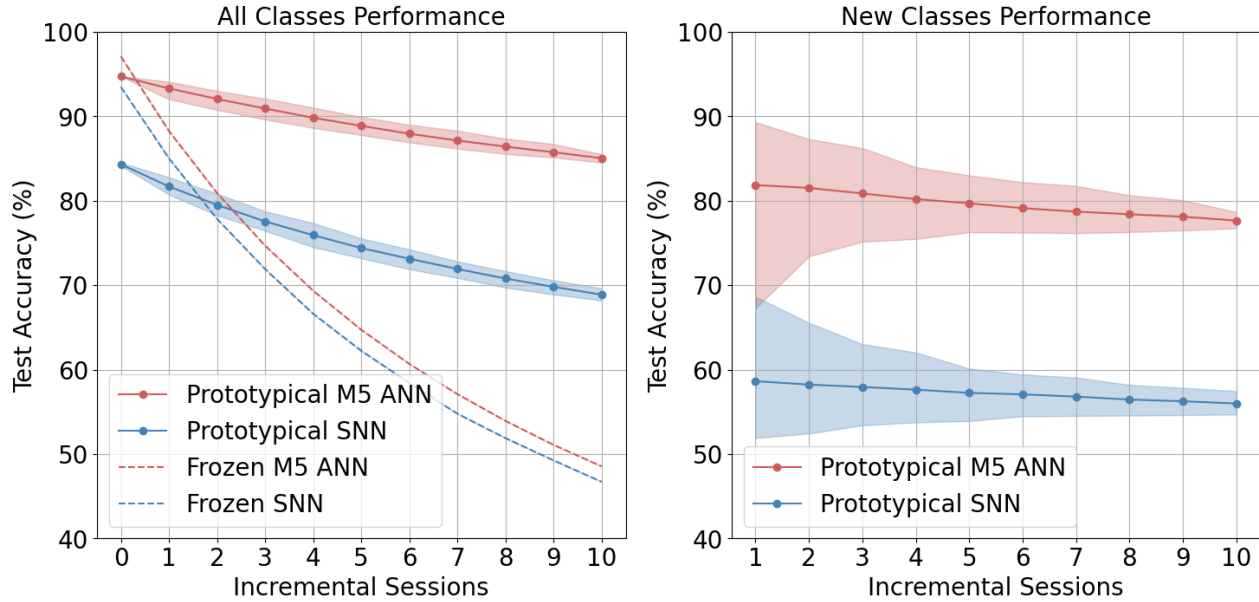 All Classes Performance
100
90
80
70
60
50
40
Test Accuracy (%)
Prototypical M5 ANN
Prototypical SNN
Frozen M5 ANN
Frozen SNN
0 1 2 3 4 5 6 7 8 9 10
Incremental Sessions
New Classes Performance
100
90
80
70
60
50
40
Test Accuracy (%)
Prototypical M5 ANN
Prototypical SNN
1 2 3 4 5 6 7 8 9 10
Incremental Sessions